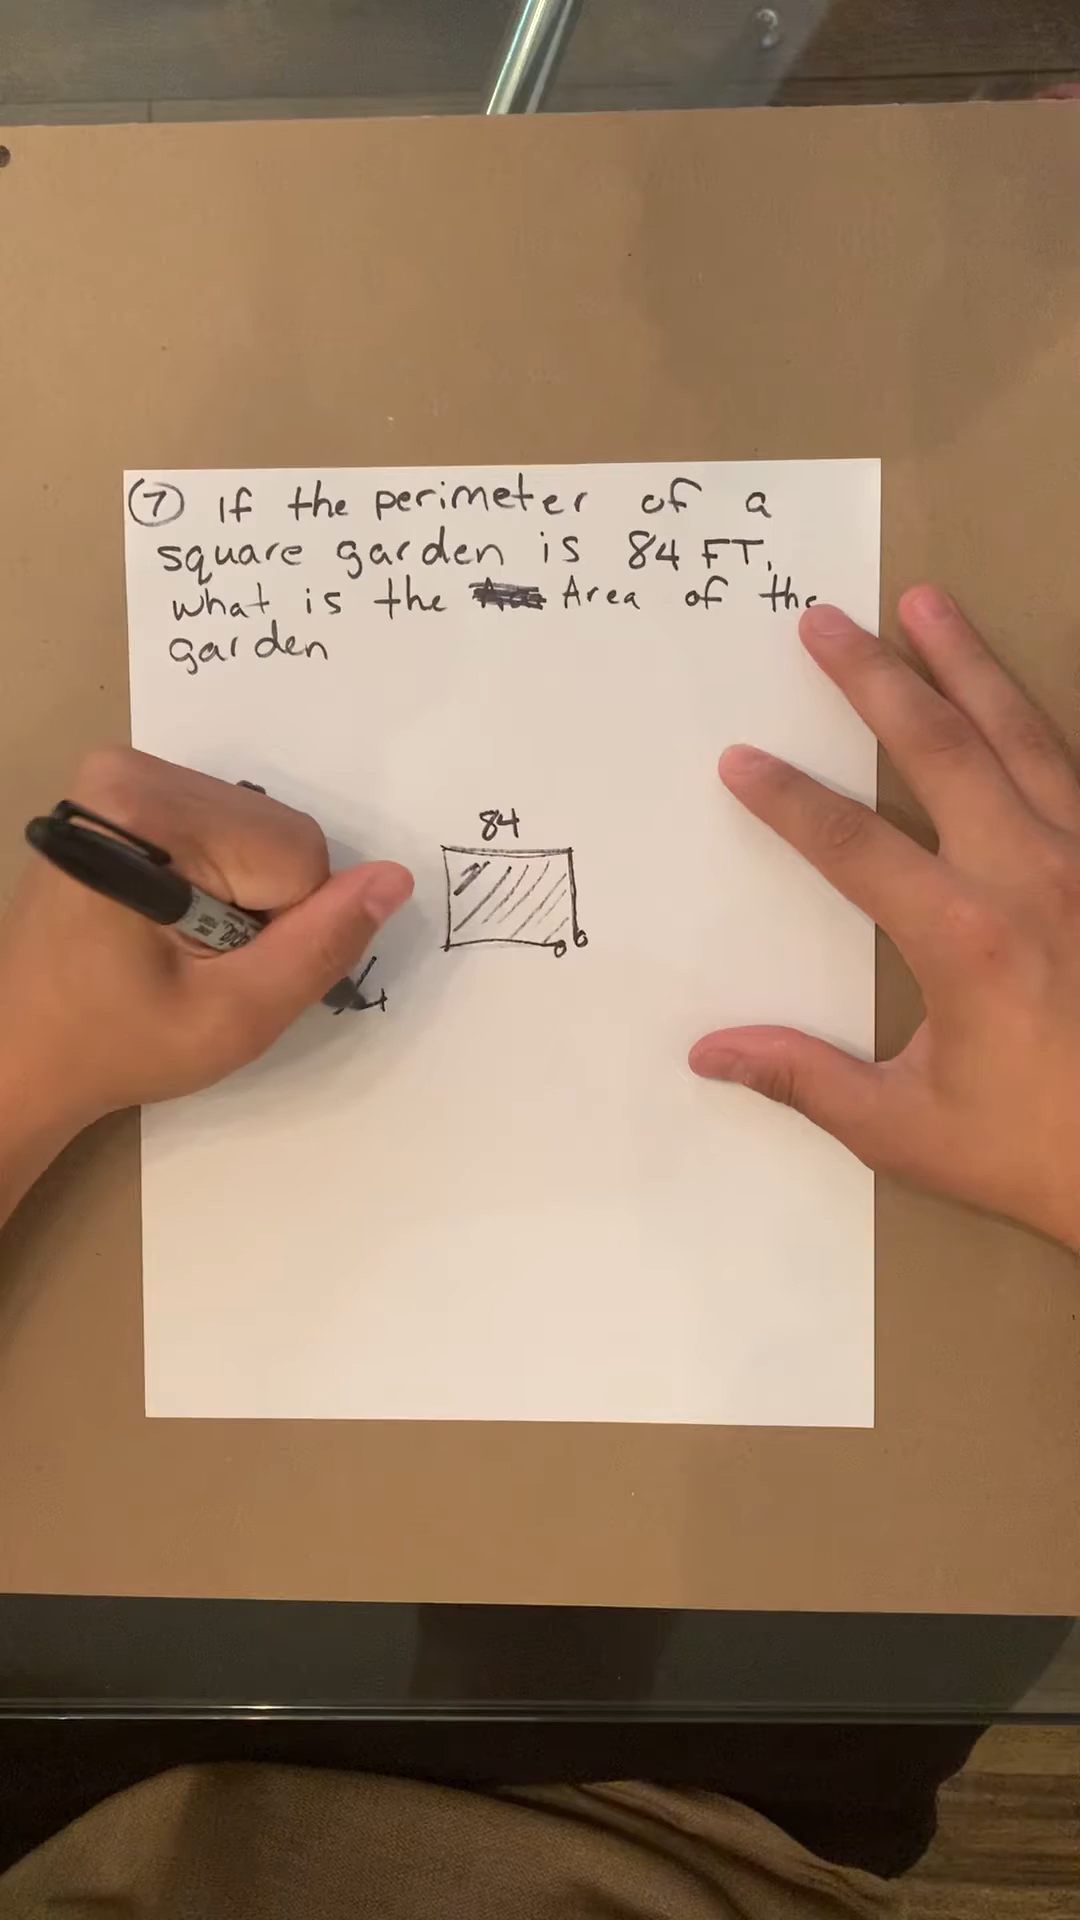 ⑦ If the perimeter of a
square garden is 84 FT,
what is the Area of the
garden
84